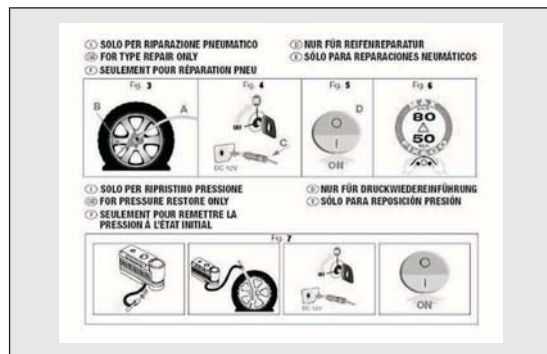 I SOLO PER RIPARAZIONE PNEUMATICO
GB FOR TYPE REPAIR ONLY
F SEULEMENT POUR RÉPARATION PNEU
D NUR FÜR REIFENREPARATUR
E SÓLO PARA REPARACIONES NEUMÁTICOS
Fig. 3
B
A
Fig. 4
C
DC 12V
Fig. 5
D
O
I
ON
Fig. 6
80
50
I SOLO PER RIPRISTINO PRESSIONE
GB FOR PRESSURE RESTORE ONLY
F SEULEMENT POUR REMETTRE LA
PRESSION À L'ÉTAT INITIAL
D NUR FÜR DRUCKWIEDEREINFÜHRUNG
E SÓLO PARA REPOSICIÓN PRESIÓN
Fig. 7
DC 12V
O
I
ON